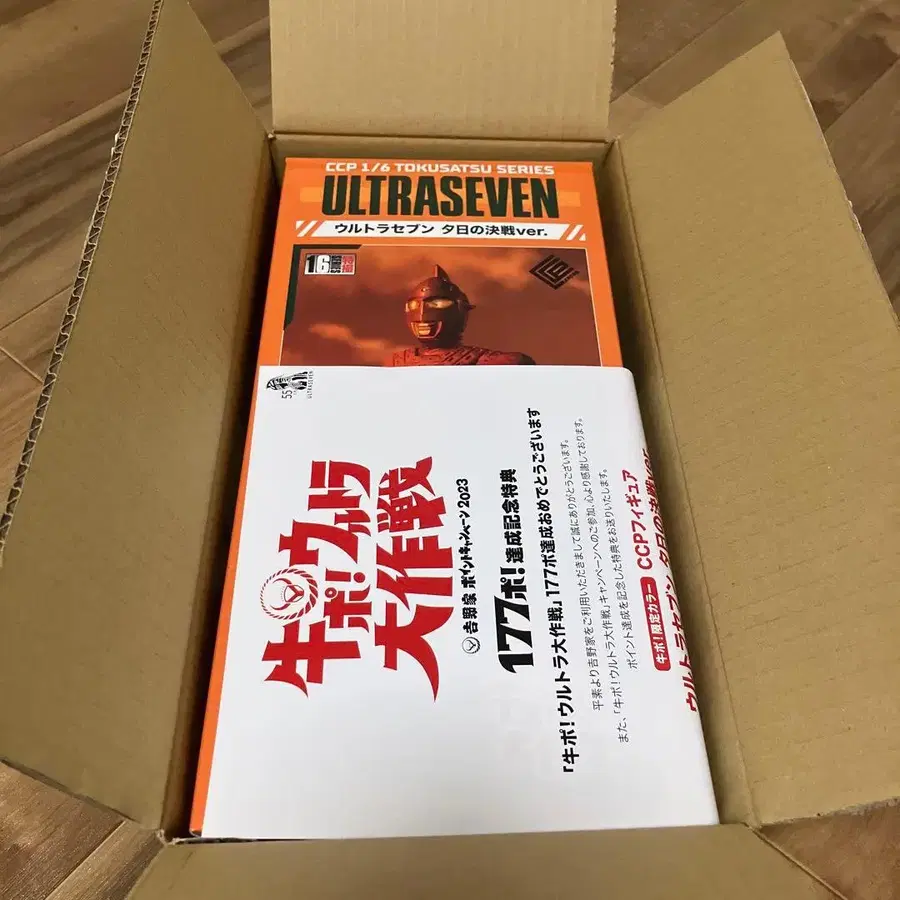 CCP 1/6 TOKUSATSU SERIES
ULTRASEVEN
ウルトラセブン 夕日の決戦ver.
1/6
特撮
SERIES
55
ULTRASEVEN
牛ポ!ウルトラ
大作戦
吉野家 ポイントキャンペーン2023
177ポ!達成記念特典
「牛ポ!ウルトラ大作戦」177ポ達成おめでとうございます
平素より吉野家をご利用いただきまして誠にありがとうございます。
また、「牛ポ!ウルトラ大作戦」キャンペーンへのご参加、心より感謝しております。
ポイント達成を記念した特典をお送りいたします。
牛ポ!限定カラー CCPフィギュア
ウルトラセブン 夕日の決戦ver.